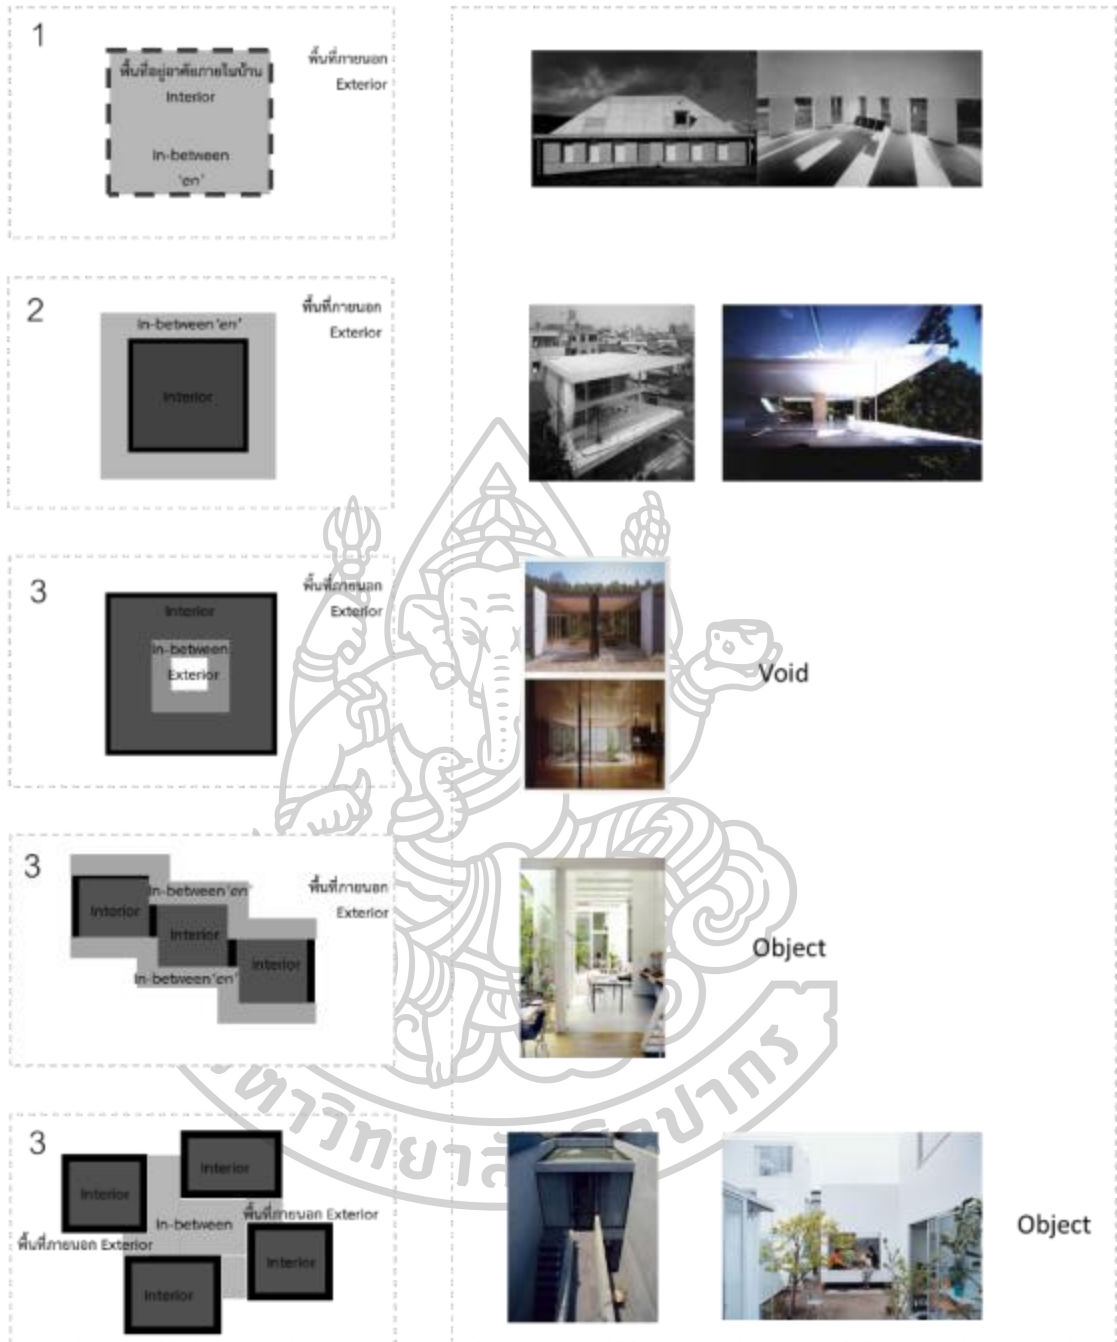 1
พื้นที่อยู่อาศัยภายในบ้าน
Interior
In-between
'en'
พื้นที่ภายนอก
Exterior
2
In-between 'en'
Interior
พื้นที่ภายนอก
Exterior
3
Interior
In-between
Exterior
พื้นที่ภายนอก
Exterior
Void
3
In-between 'en'
Interior
Interior
Interior
In-between 'en'
พื้นที่ภายนอก
Exterior
Object
3
Interior
Interior
In-between
พื้นที่ภายนอก Exterior
พื้นที่ภายนอก Exterior
Interior
Interior
Object